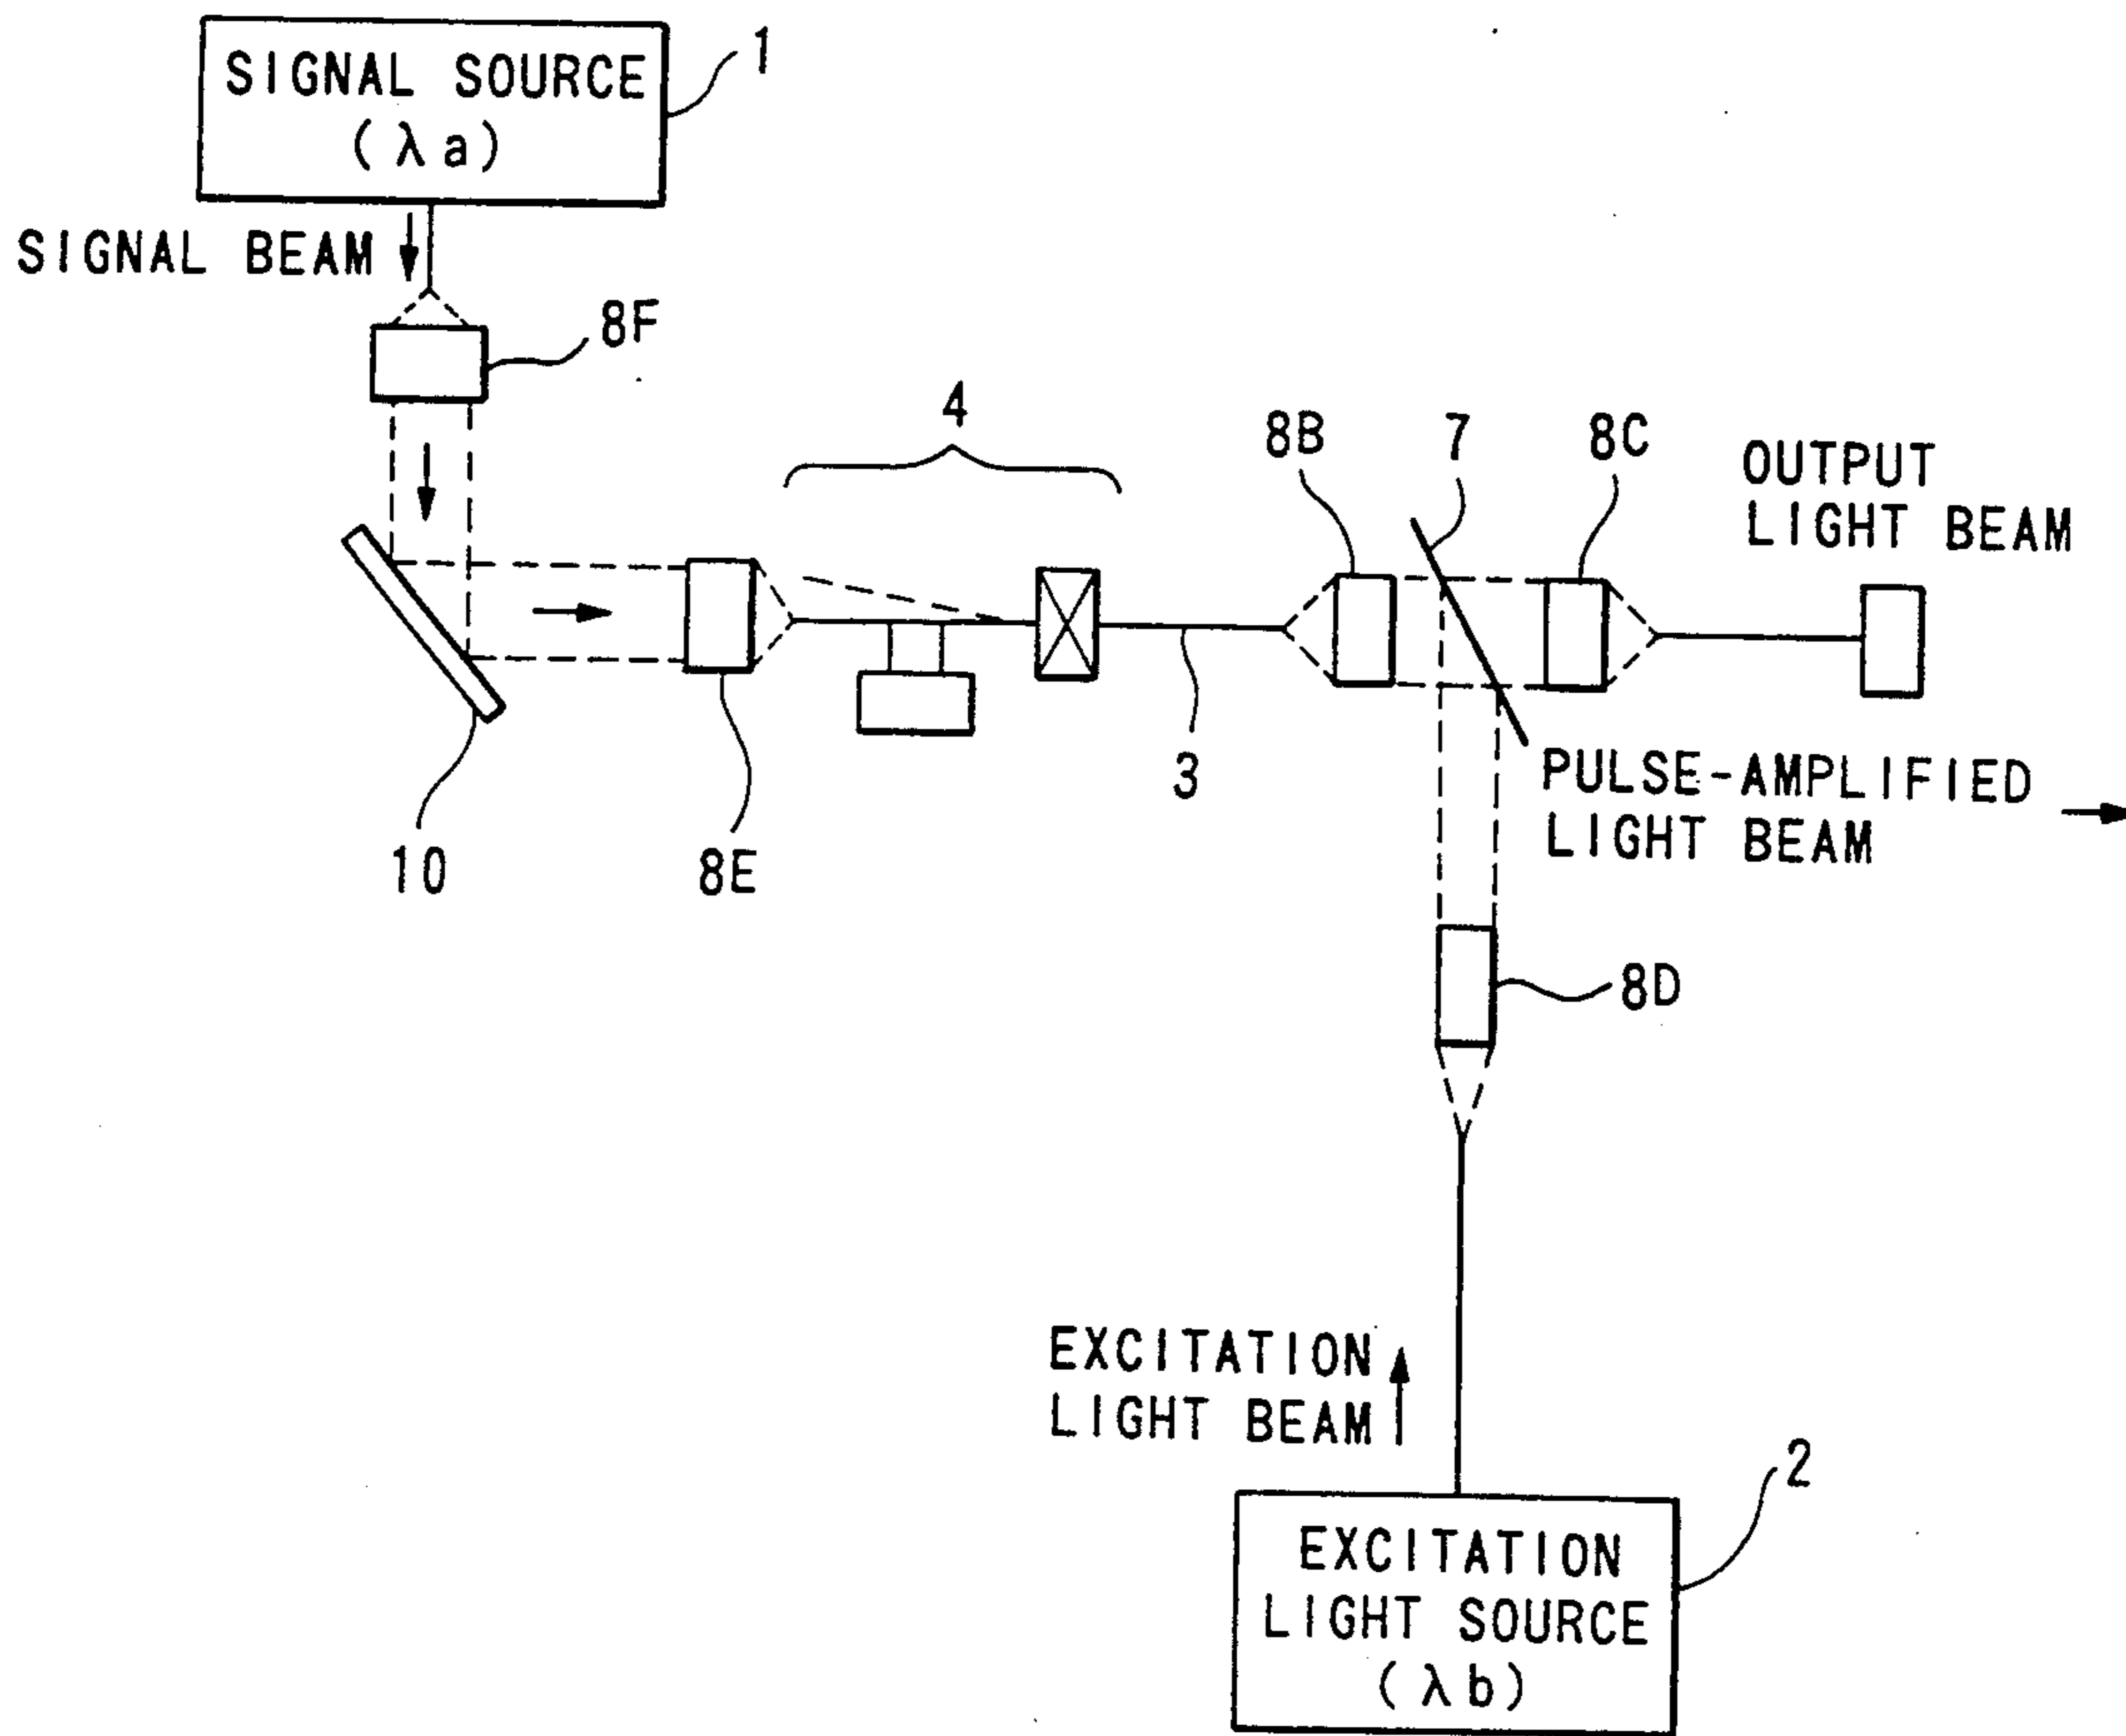 SIGNAL SOURCE
(λa)
1
SIGNAL BEAM
8F
4
8B
7
8C
OUTPUT
LIGHT BEAM
3
10
8E
PULSE-AMPLIFIED
LIGHT BEAM
8D
EXCITATION
LIGHT BEAM
2
EXCITATION
LIGHT SOURCE
(λb)